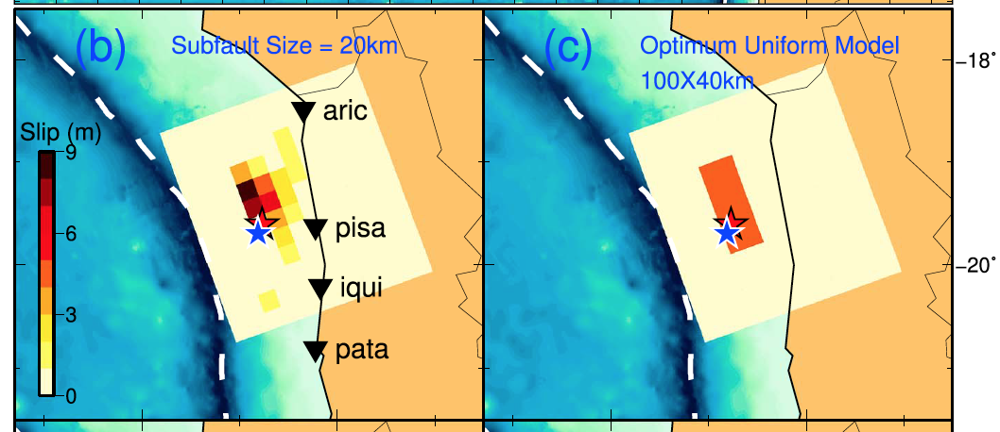 (b) Subfault Size = 20km
Slip (m)
9
6
3
0
aric
pisa
iqui
pata
(c) Optimum Uniform Model
100X40km
−18°
−20°